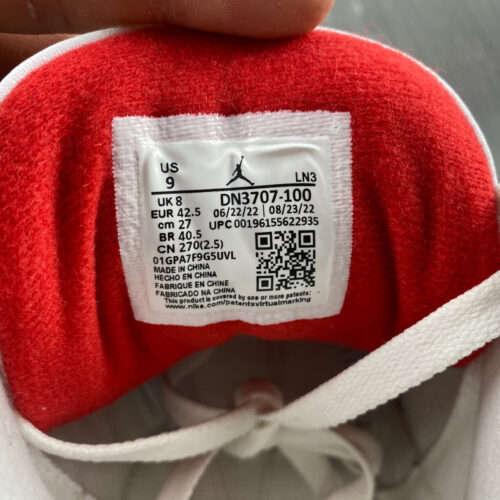 US
9
LN3
UK 8
DN3707-100
EUR 42.5
06/22/22 | 08/23/22
cm 27
UPC 00196155622935
BR 40.5
CN 270(2.5)
01GPA7F9G5UVL
MADE IN CHINA
HECHO EN CHINA
FABRIQUE EN CHINE
FABRICADO NA CHINA
This product is covered by one or more patents:
www.nike.com/patentsvirtualmarking